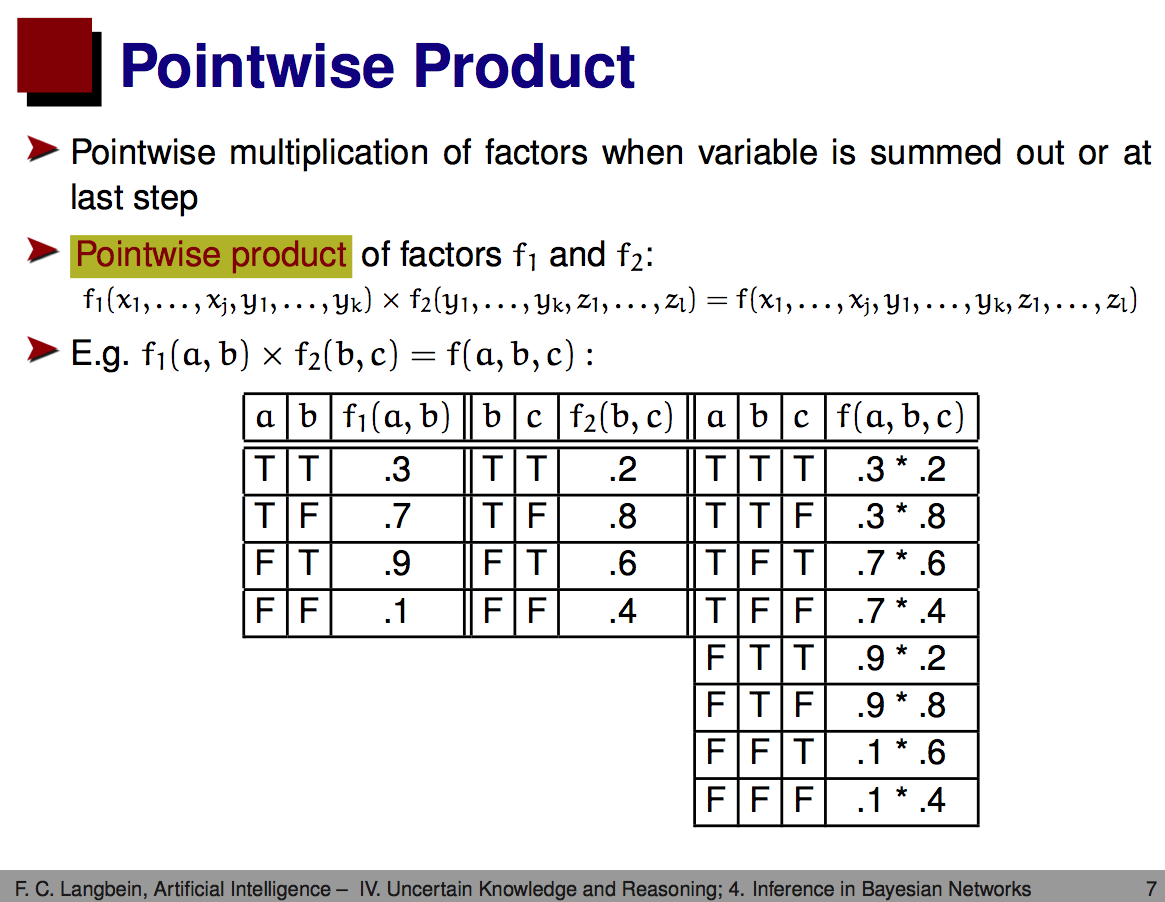 Pointwise Product
Pointwise multiplication of factors when variable is summed out or at
last step
Pointwise product of factors f₁ and f₂:
f₁(x₁,...,xⱼ,y₁,...,yₖ) × f₂(y₁,...,yₖ,z₁,...,zₗ) = f(x₁,...,xⱼ,y₁,...,yₖ,z₁,...,zₗ)
E.g. f₁(a, b) × f₂(b, c) = f(a, b, c) :
a b f₁(a, b) b c f₂(b, c) a b c f(a, b, c)
T T .3 T T .2 T T T .3 * .2
T F .7 T F .8 T T F .3 * .8
F T .9 F T .6 T F T .7 * .6
F F .1 F F .4 T F F .7 * .4
F T T .9 * .2
F T F .9 * .8
F F T .1 * .6
F F F .1 * .4
F. C. Langbein, Artificial Intelligence – IV. Uncertain Knowledge and Reasoning; 4. Inference in Bayesian Networks 7